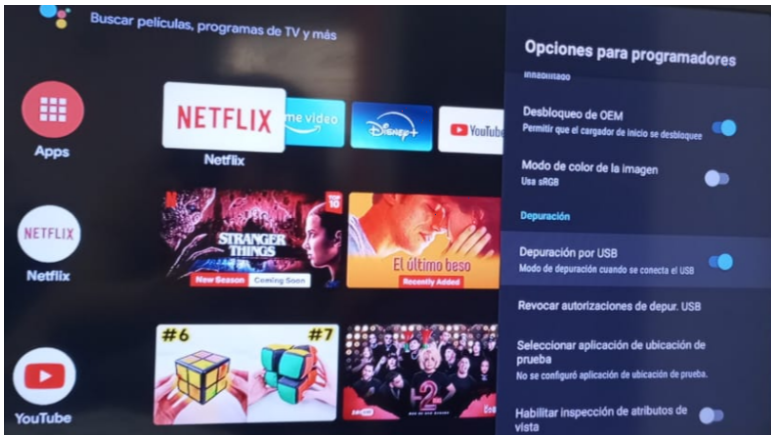 Buscar películas, programas de TV y más
Apps
NETFLIX
me video
Disney+
YouTube
Netflix
NETFLIX
Netflix
STRANGER
THINGS
TOP
10
New Season
Coming Soon
El último beso
Recently Added
YouTube
#6
#7
2
Opciones para programadores
Inhabilitado
Desbloqueo de OEM
Permitir que el cargador de inicio se desbloquee
Modo de color de la imagen
Usa sRGB
Depuración
Depuración por USB
Modo de depuración cuando se conecta el USB
Revocar autorizaciones de depur. USB
Seleccionar aplicación de ubicación de
prueba
No se configuró aplicación de ubicación de prueba.
Habilitar inspección de atributos de
vista